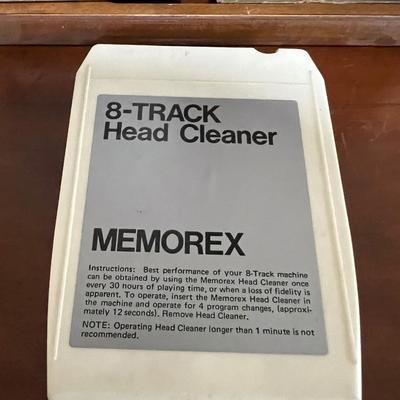 8-TRACK
Head Cleaner
MEMOREX
Instructions: Best performance of your 8-Track machine
can be obtained by using the Memorex Head Cleaner once
every 30 hours of playing time, or when a loss of fidelity is
apparent. To operate, insert the Memorex Head Cleaner in
the machine and operate for 4 program changes, (approxi-
mately 12 seconds). Remove Head Cleaner.
NOTE: Operating Head Cleaner longer than 1 minute is not
recommended.